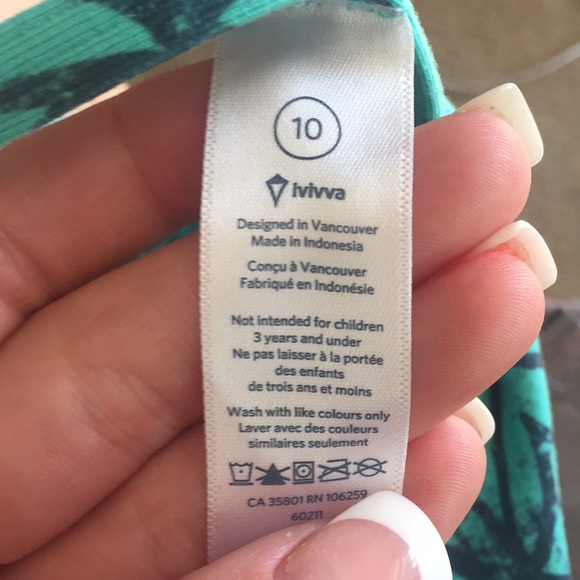 10
ivivva
Designed in Vancouver
Made in Indonesia
Conçu à Vancouver
Fabriqué en Indonésie
Not intended for children
3 years and under
Ne pas laisser à la portée
des enfants
de trois ans et moins
Wash with like colours only
Laver avec des couleurs
similaires seulement
CA 35801 RN 106259
60211